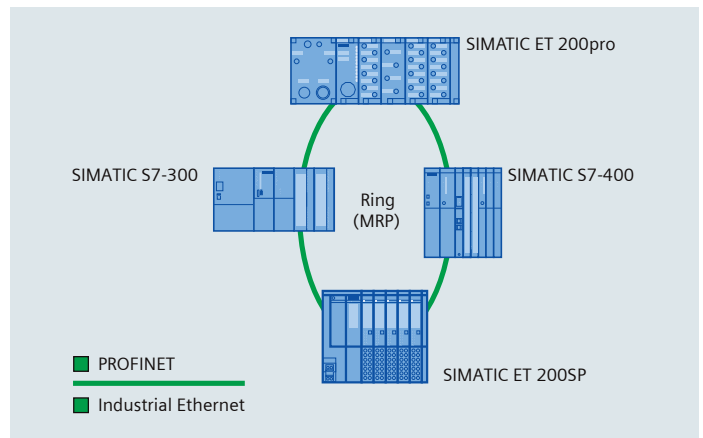 SIMATIC ET 200pro
SIMATIC S7-300
SIMATIC S7-400
Ring
(MRP)
SIMATIC ET 200SP
PROFINET
Industrial Ethernet